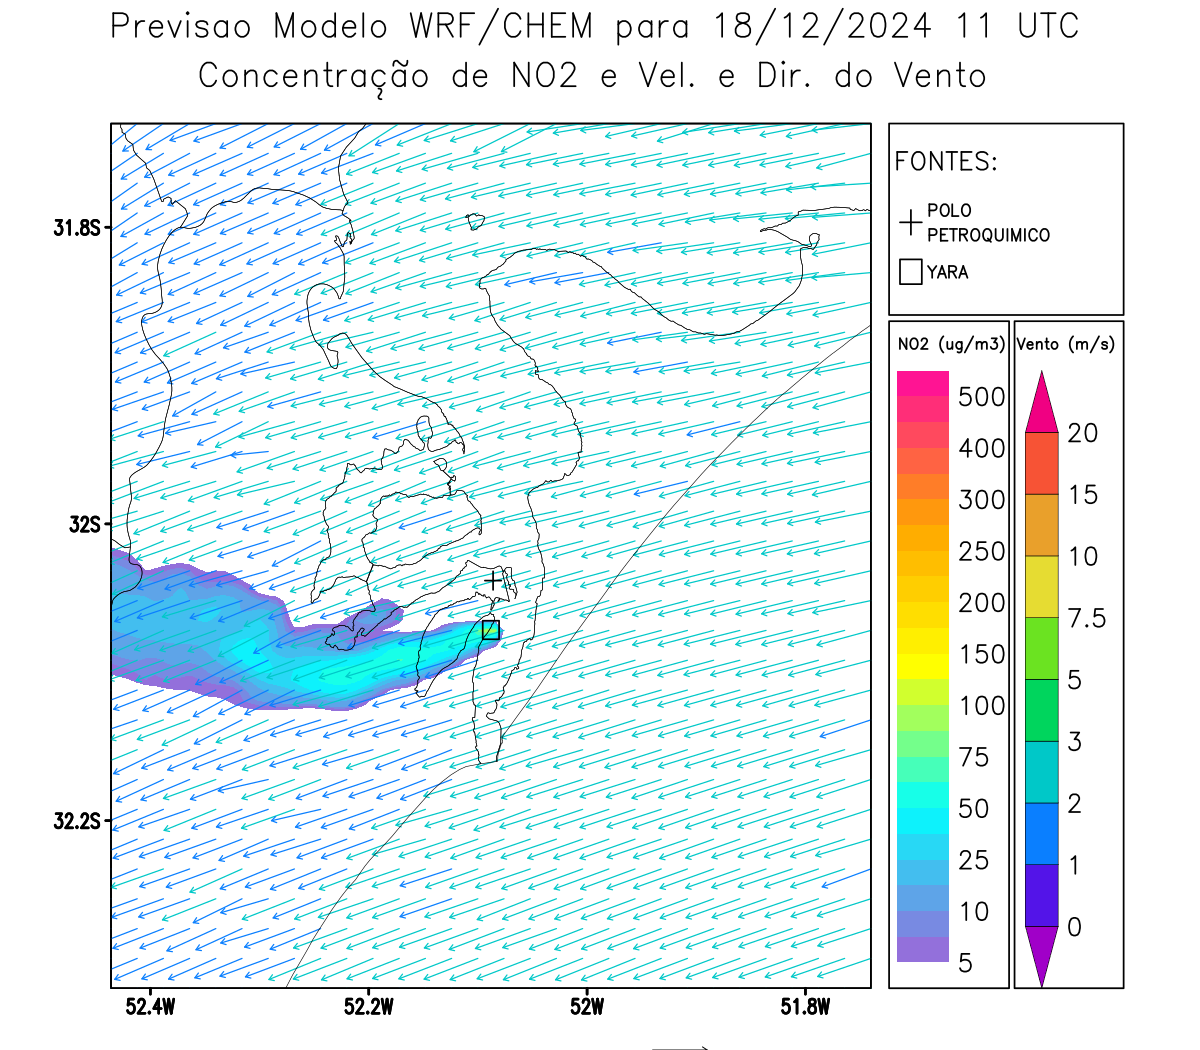 Previsao Modelo WRF/CHEM para 18/12/2024 11 UTC
Concentração de NO2 e Vel. e Dir. do Vento
FONTES:
POLO
PETROQUIMICO
YARA
NO2 (ug/m3)
500
400
300
250
200
150
100
75
50
25
10
5
Vento (m/s)
20
15
10
7.5
5
3
2
1
0
31.8S
32S
32.2S
52.4W
52.2W
52W
51.8W